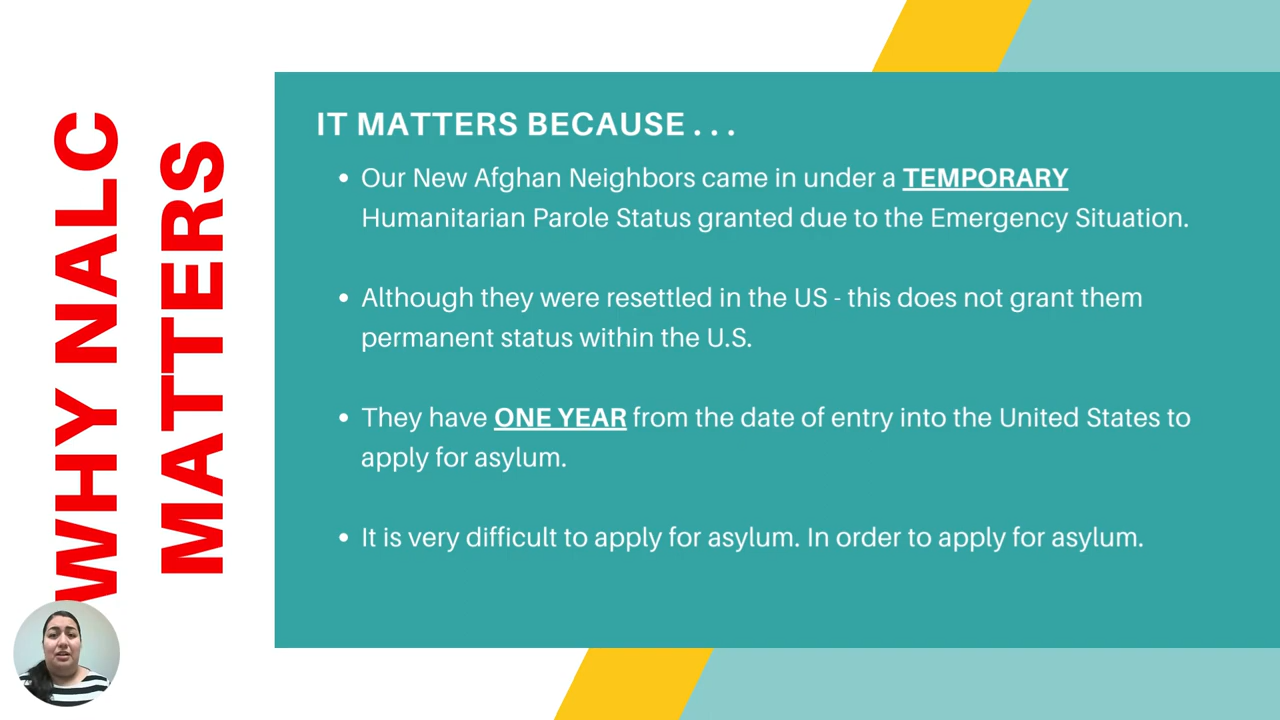 WHY NALC
MATTERS
IT MATTERS BECAUSE . . .
• Our New Afghan Neighbors came in under a TEMPORARY
Humanitarian Parole Status granted due to the Emergency Situation.
• Although they were resettled in the US - this does not grant them
permanent status within the U.S.
• They have ONE YEAR from the date of entry into the United States to
apply for asylum.
• It is very difficult to apply for asylum. In order to apply for asylum.